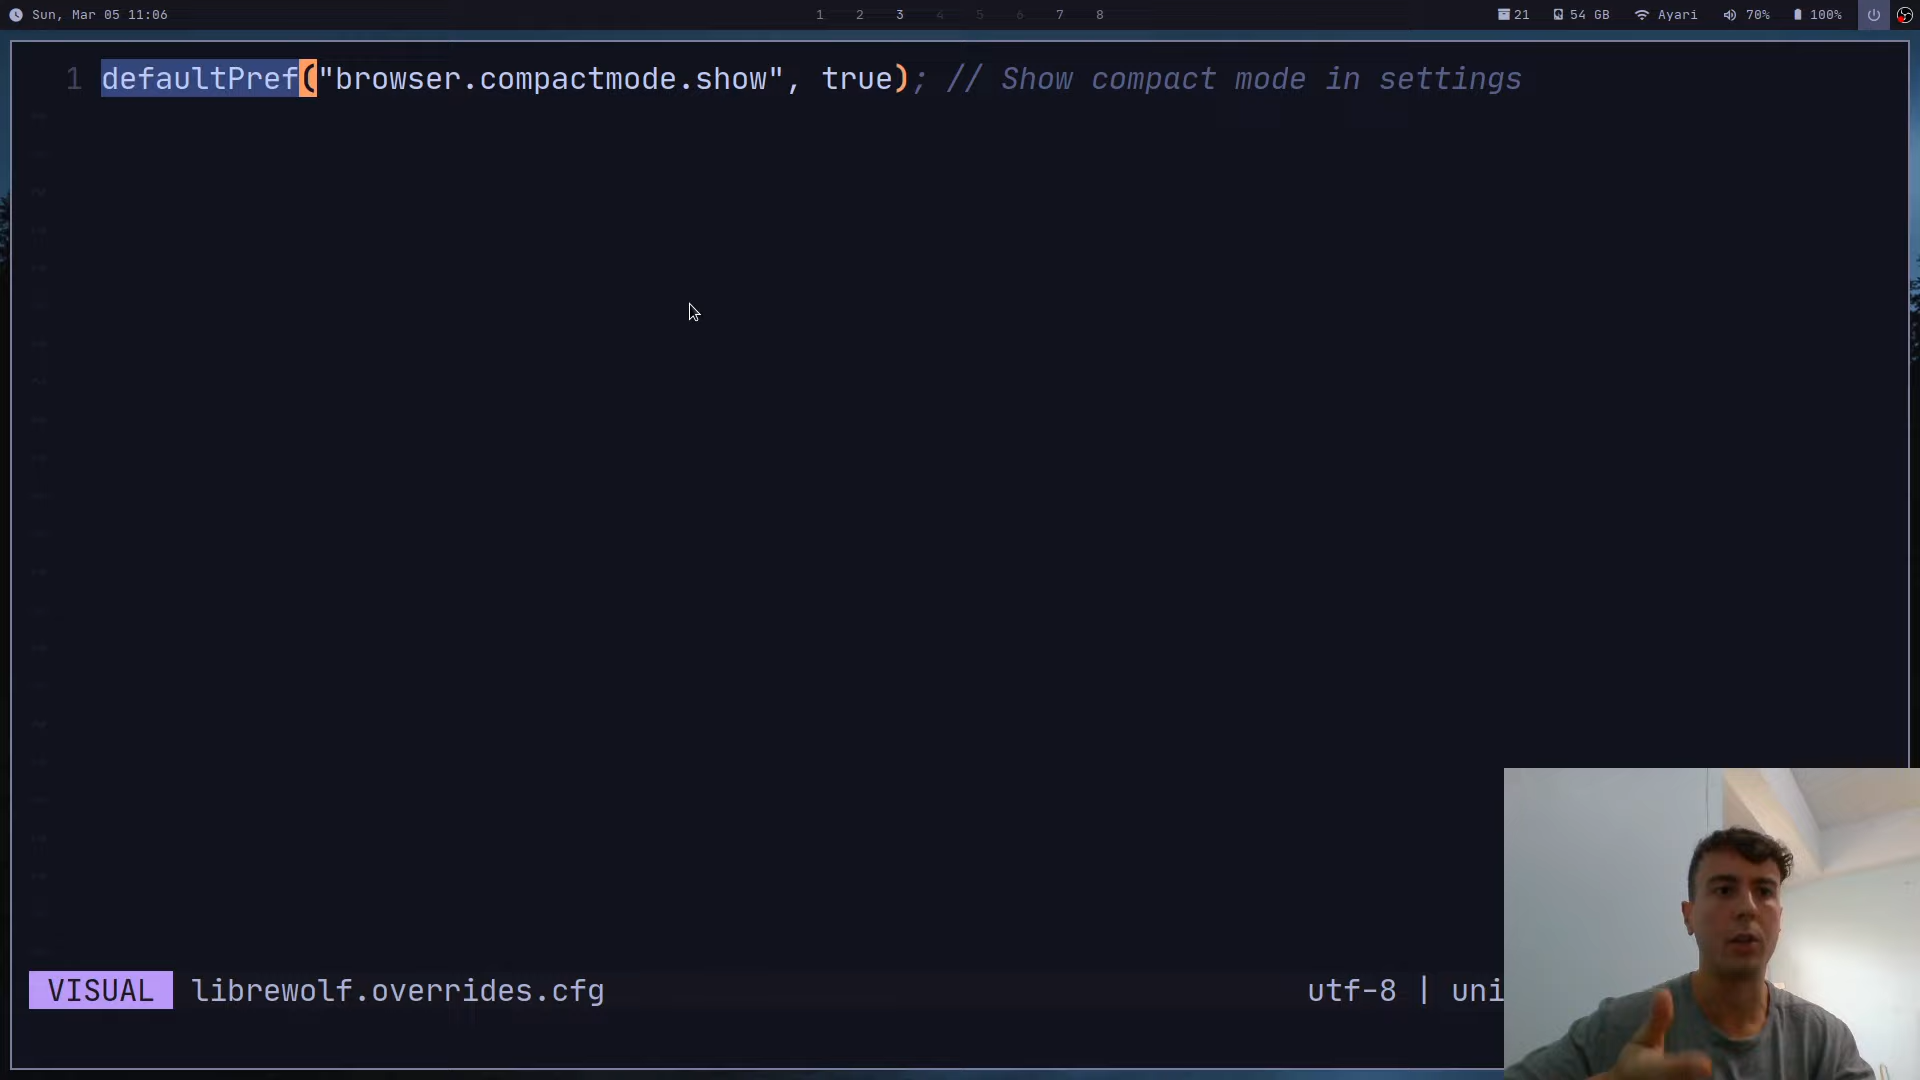 Sun, Mar 05 11:06
1 2 3 4 5 6 7 8
21 54 GB Ayari 70% 100%
1 defaultPref("browser.compactmode.show", true); // Show compact mode in settings
VISUAL librewolf.overrides.cfg utf-8 | uni